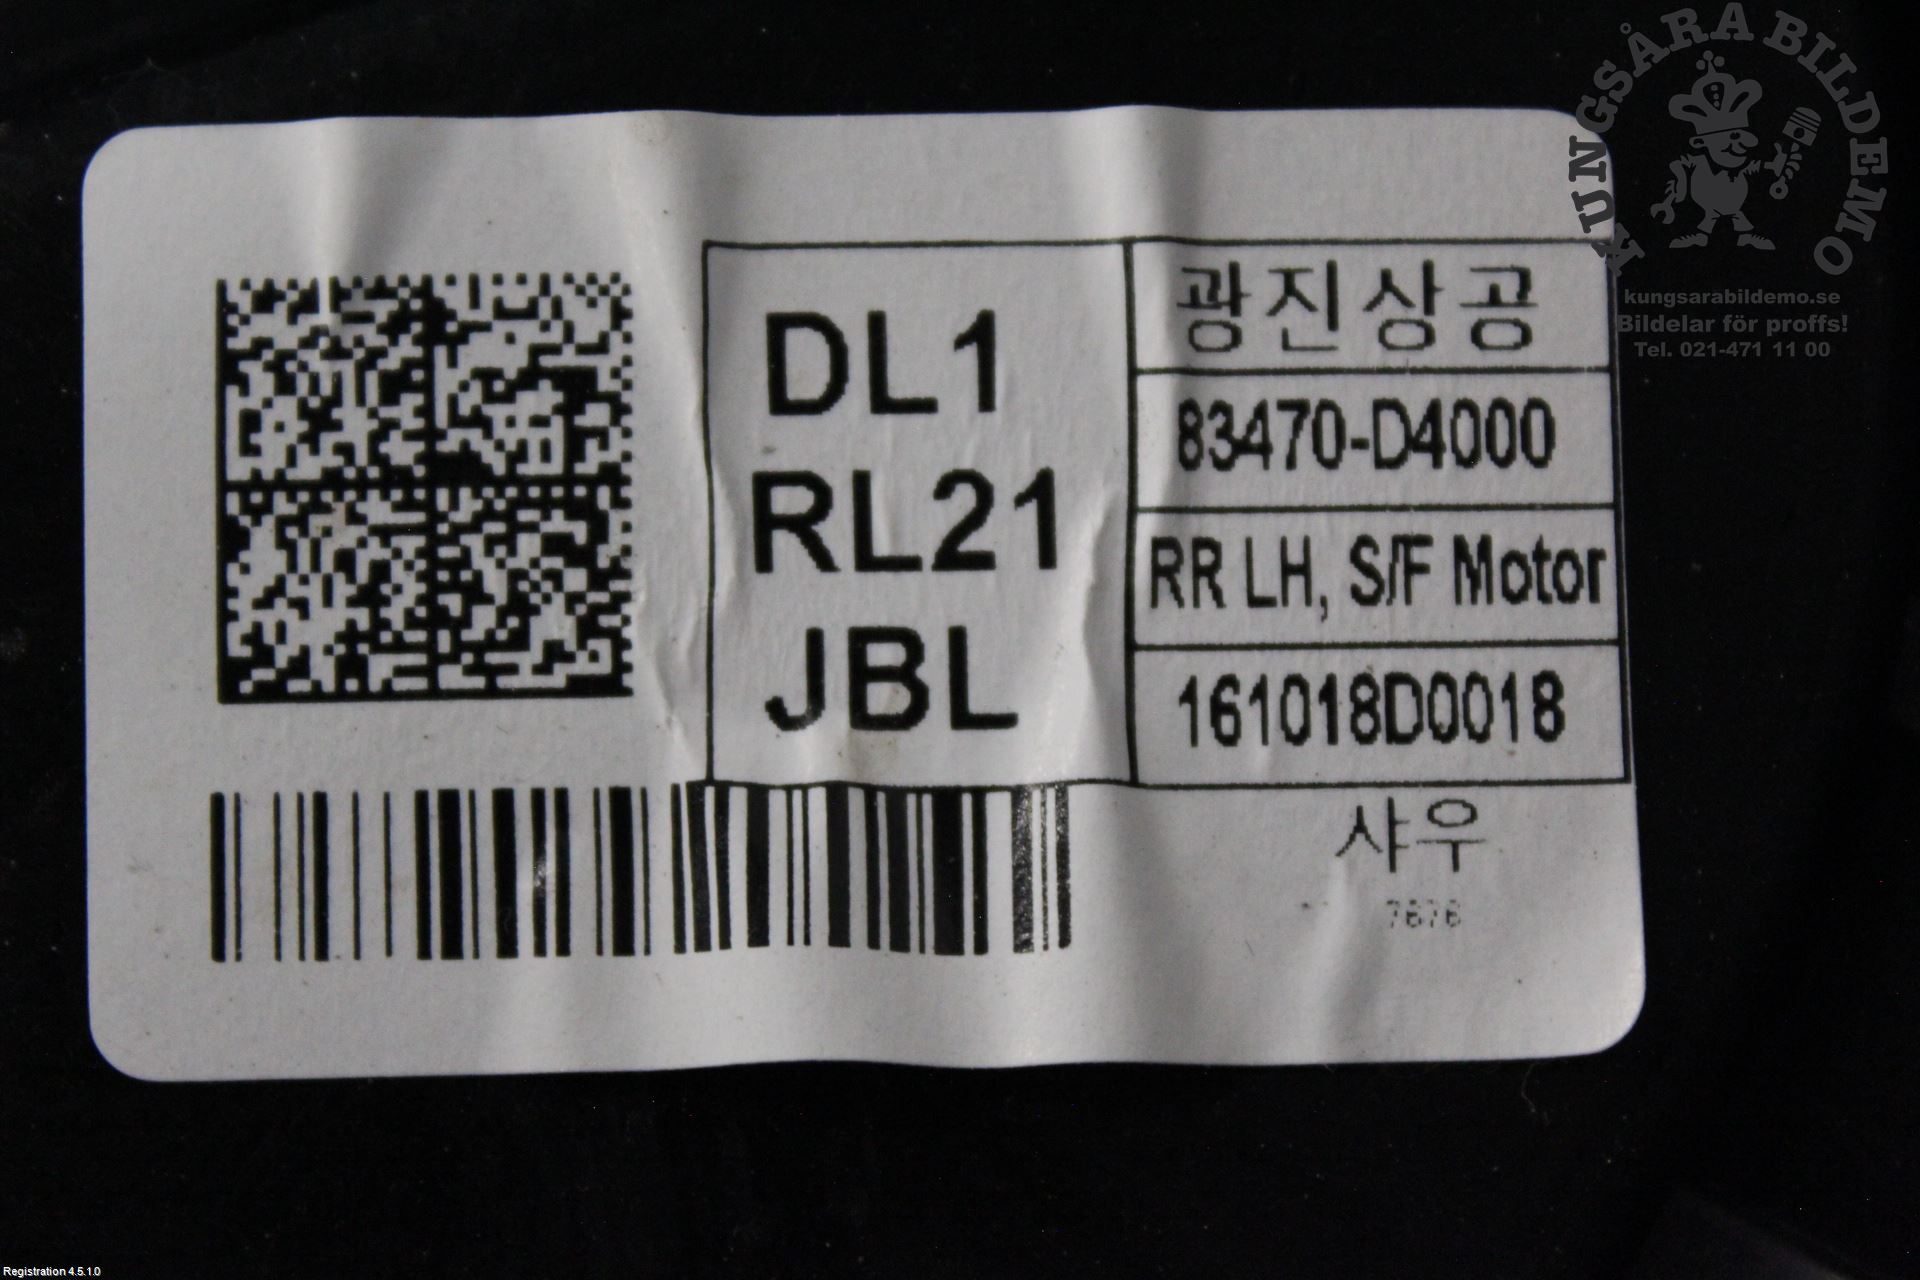 KUNGSÅRA BILDEMO
kungsarabildemo.se
Bildelar för proffs!
Tel. 021-471 11 00
DL1
RL21
JBL
광진상공
83470-D4000
RR LH, S/F Motor
161018D0018
샤우
7676
Registration 4.5.1.0